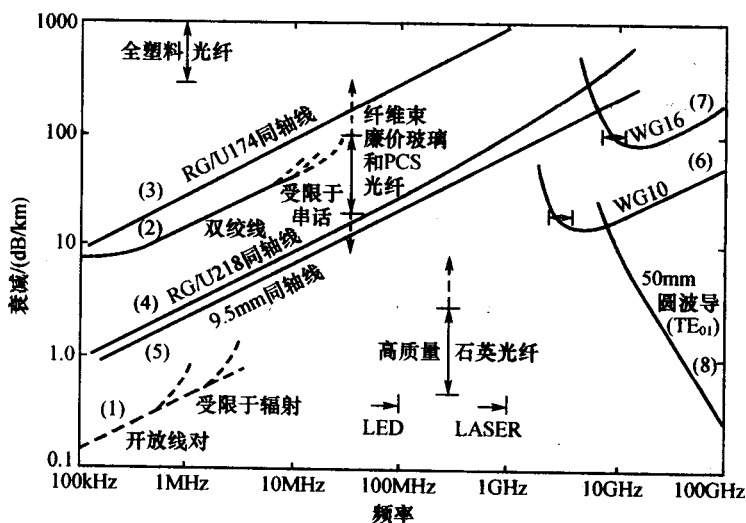 1000
全塑料
光纤
(3)
RG/U174同轴线
纤维束
廉价玻璃
和PCS
光纤
受限于
串话
(7)
WG16
100
(2)
双绞线
(6)
WG10
10
(4)
RG/U218同轴线
9.5mm同轴线
50mm
圆波导
(TE₀₁)
(8)
衰减/(dB/km)
1.0
(5)
高质量
石英光纤
(1)
受限于辐射
开放线对
LED
LASER
0.1
100kHz
1MHz
10MHz
100MHz
1GHz
10GHz
100GHz
频率